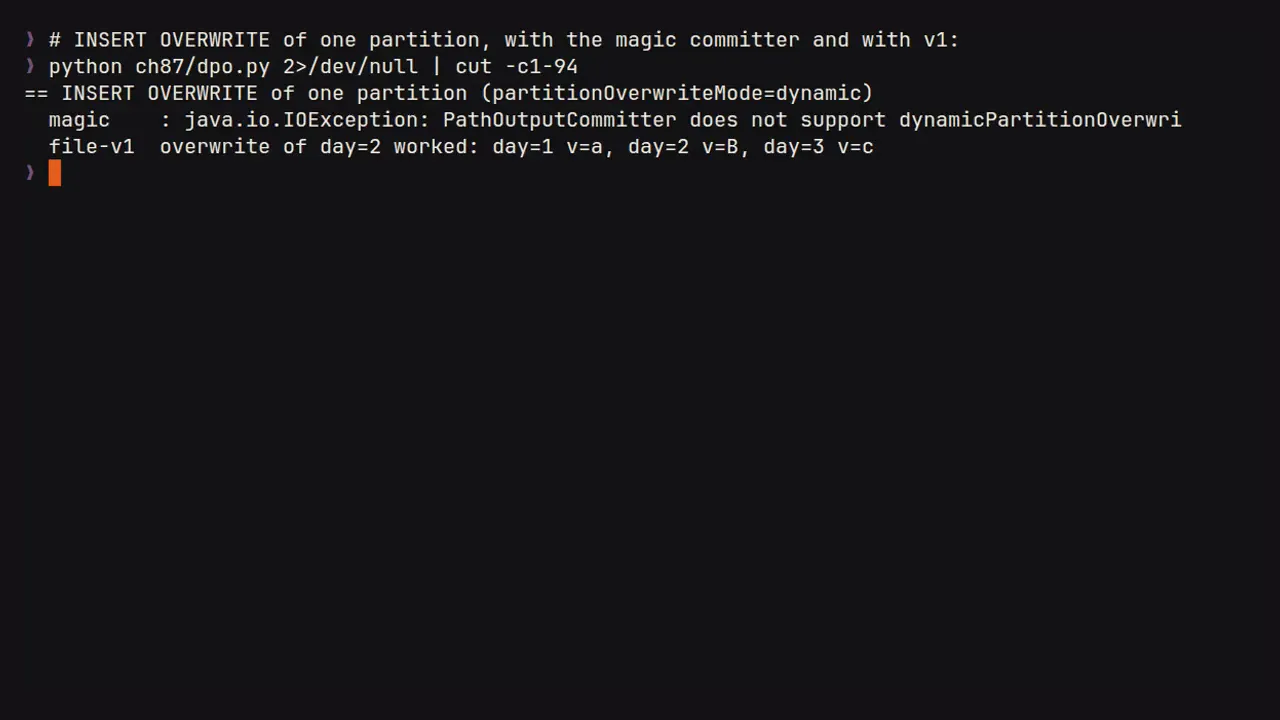 ❯ # INSERT OVERWRITE of one partition, with the magic committer and with v1:
❯ python ch87/dpo.py 2>/dev/null | cut -c1-94
== INSERT OVERWRITE of one partition (partitionOverwriteMode=dynamic)
  magic    : java.io.IOException: PathOutputCommitter does not support dynamicPartitionOverwri
  file-v1  overwrite of day=2 worked: day=1 v=a, day=2 v=B, day=3 v=c
❯